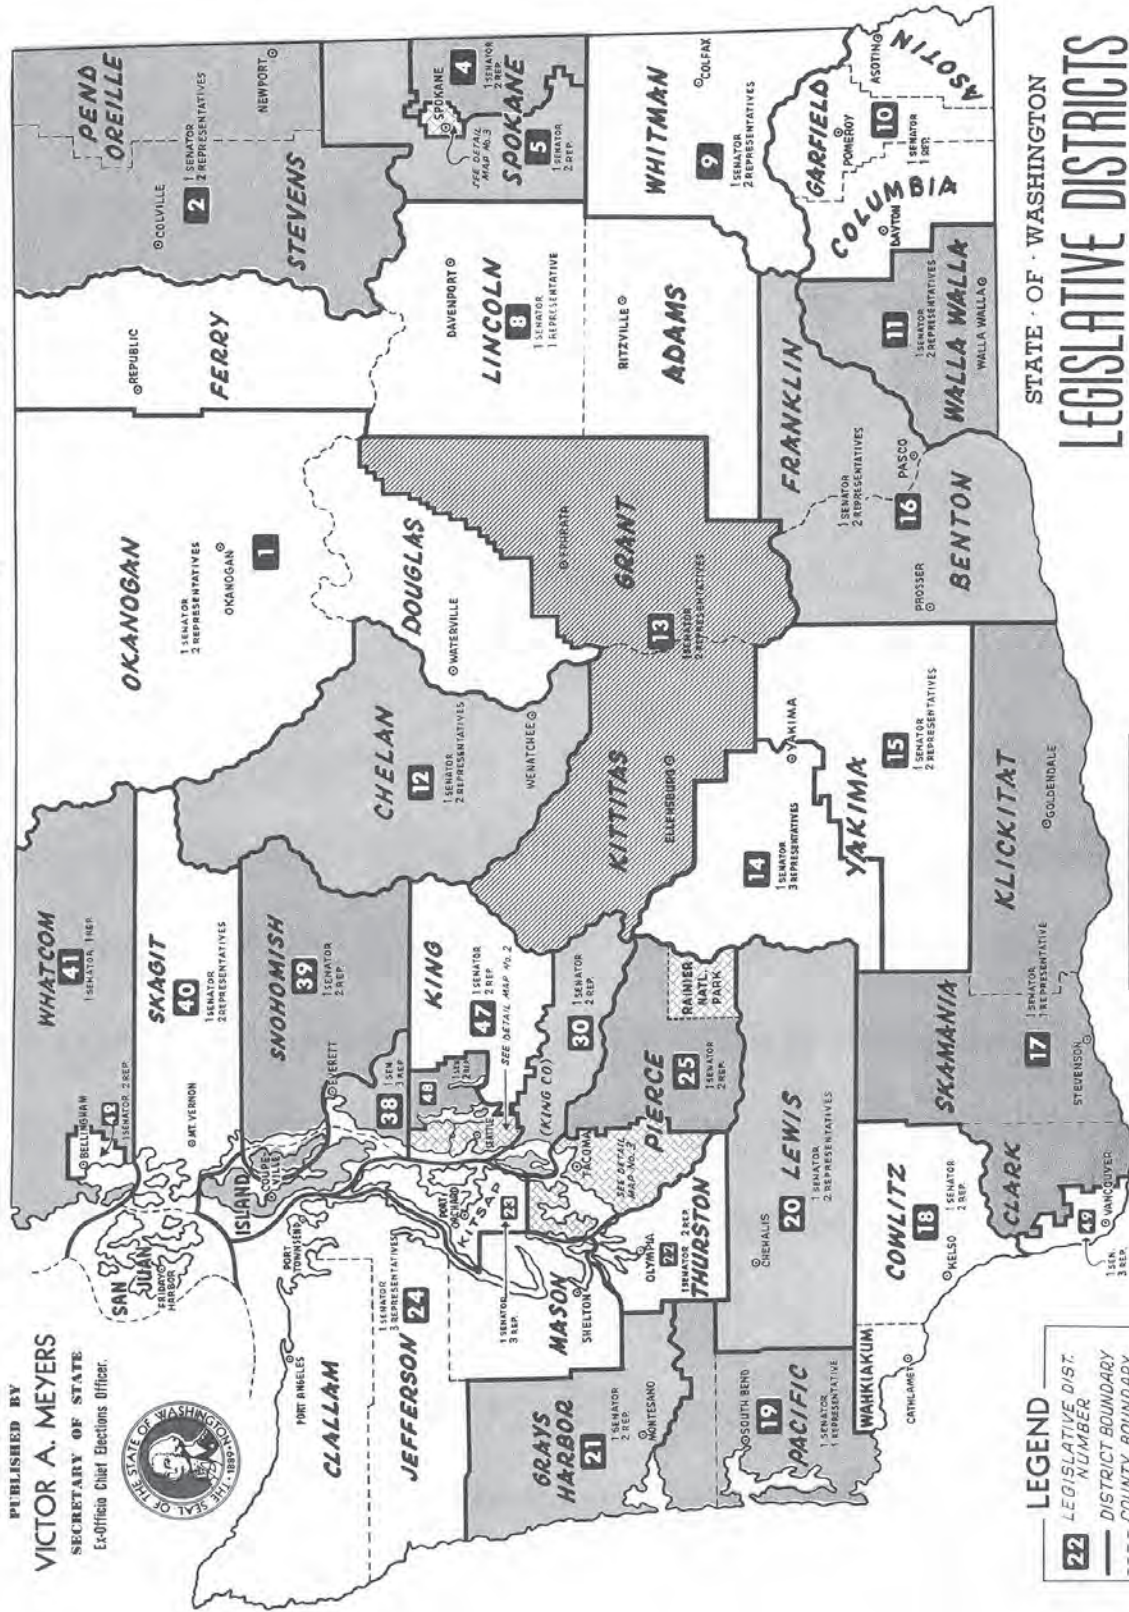 PUBLISHED BY
VICTOR A. MEYERS
SECRETARY OF STATE
Ex-Officio Chief Elections Officer.
THE SEAL OF THE STATE OF WASHINGTON
1889
STATE · OF · WASHINGTON
LEGISLATIVE DISTRICTS
SAN JUAN
FRIDAY HARBOR
WHATCOM
41
1 SENATOR, 1 REP.
BELLINGHAM
42
1 SENATOR, 2 REP.
SKAGIT
40
1 SENATOR
2 REPRESENTATIVES
MT. VERNON
ISLAND
COUPE-
VILLE
SNOHOMISH
39
1 SENATOR
2 REP.
EVERETT
38
1 SEN.
3 REP.
OKANOGAN
1 SENATOR
2 REPRESENTATIVES
OKANOGAN
1
FERRY
REPUBLIC
STEVENS
COLVILLE
2
1 SENATOR
2 REPRESENTATIVES
PEND
OREILLE
NEWPORT
CLALLAM
PORT ANGELES
JEFFERSON
PORT
TOWNSEND
1 SENATOR
3 REPRESENTATIVES
24
KITSAP
PORT
ORCHARD
23
1 SENATOR
3 REP.
KING
47
1 SENATOR
2 REP.
SEE DETAIL MAP No. 2
48
SEATTLE
(KING CO)
30
1 SENATOR
2 REP.
CHELAN
12
1 SENATOR
2 REPRESENTATIVES
WENATCHEE
DOUGLAS
WATERVILLE
GRANT
EPHRATA
13
1 SENATOR
2 REPRESENTATIVES
KITTITAS
ELLENSBURG
LINCOLN
DAVENPORT
8
1 SENATOR
1 REPRESENTATIVE
SPOKANE
SPOKANE
4
1 SENATOR
2 REP.
SEE DETAIL
MAP No. 3
5
1 SENATOR
2 REP.
ADAMS
RITZVILLE
WHITMAN
COLFAX
9
1 SENATOR
2 REPRESENTATIVES
GRAYS
HARBOR
21
1 SENATOR
2 REP.
MONTESANO
MASON
SHELTON
THURSTON
OLYMPIA
22
1 SENATOR 2 REP.
PIERCE
TACOMA
SEE DETAIL
MAP No. 2
25
1 SENATOR
2 REP.
RAINIER
NATL.
PARK
PACIFIC
SOUTH BEND
19
1 SENATOR
1 REPRESENTATIVE
LEWIS
CHEHALIS
20
1 SENATOR
2 REPRESENTATIVES
YAKIMA
YAKIMA
14
1 SENATOR
3 REPRESENTATIVES
15
1 SENATOR
2 REPRESENTATIVES
BENTON
PROSSER
16
1 SENATOR
2 REPRESENTATIVES
FRANKLIN
PASCO
WALLA WALLA
11
1 SENATOR
2 REPRESENTATIVES
WALLA WALLA
COLUMBIA
DAYTON
GARFIELD
POMEROY
ASOTIN
ASOTIN
10
1 SENATOR
1 REP.
WAHKIAKUM
CATHLAMET
COWLITZ
KELSO
18
1 SENATOR
2 REP.
CLARK
49
VANCOUVER
1 SEN.
3 REP.
SKAMANIA
STEVENSON
17
1 SENATOR
1 REPRESENTATIVE
KLICKITAT
GOLDENDALE
LEGEND
22 LEGISLATIVE DIST.
NUMBER
DISTRICT BOUNDARY
COUNTY BOUNDARY